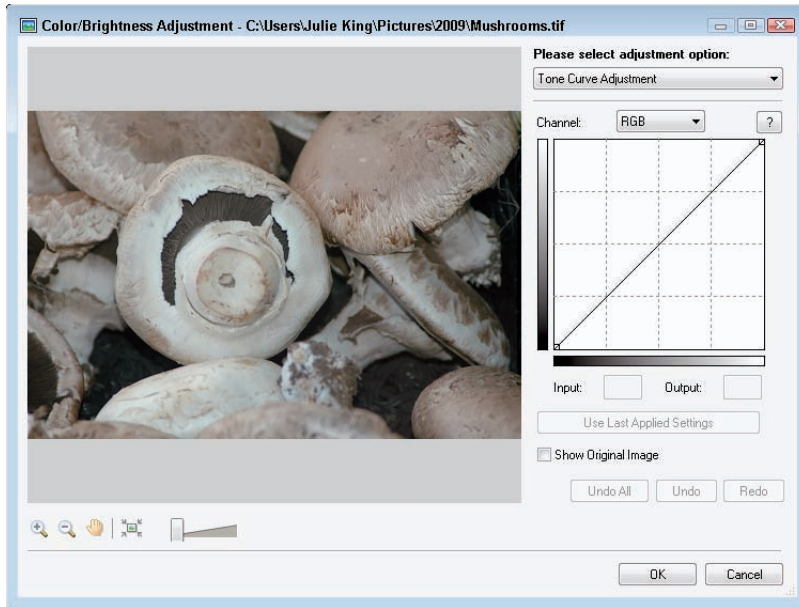 Color/Brightness Adjustment - C:\Users\Julie King\Pictures\2009\Mushrooms.tif
Please select adjustment option:
Tone Curve Adjustment
Channel: RGB ?
Input: Output:
Use Last Applied Settings
Show Original Image
Undo All Undo Redo
OK Cancel